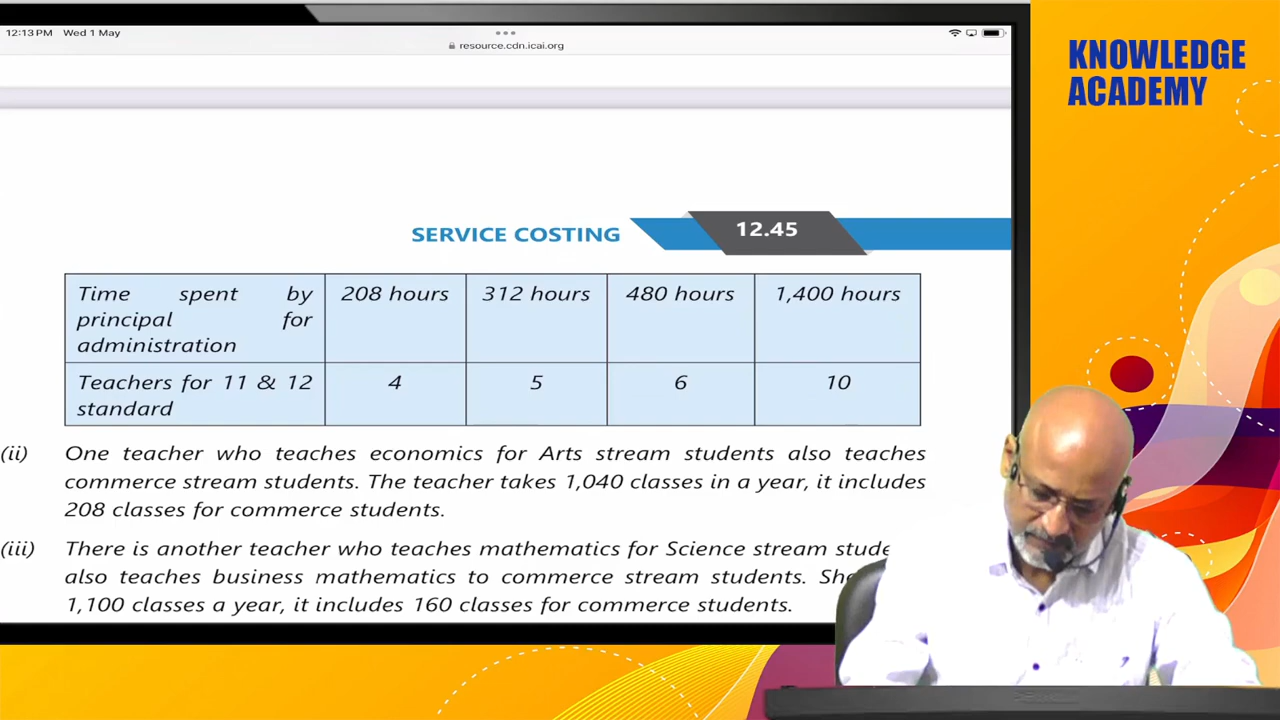 12:13 PM Wed 1 May
resource.cdn.icai.org
KNOWLEDGE
ACADEMY
SERVICE COSTING 12.45
Time spent by principal for administration 208 hours 312 hours 480 hours 1,400 hours
Teachers for 11 & 12 standard 4 5 6 10
(ii) One teacher who teaches economics for Arts stream students also teaches
commerce stream students. The teacher takes 1,040 classes in a year, it includes
208 classes for commerce students.
(iii) There is another teacher who teaches mathematics for Science stream
also teaches business mathematics to commerce stream students.
1,100 classes a year, it includes 160 classes for commerce students.